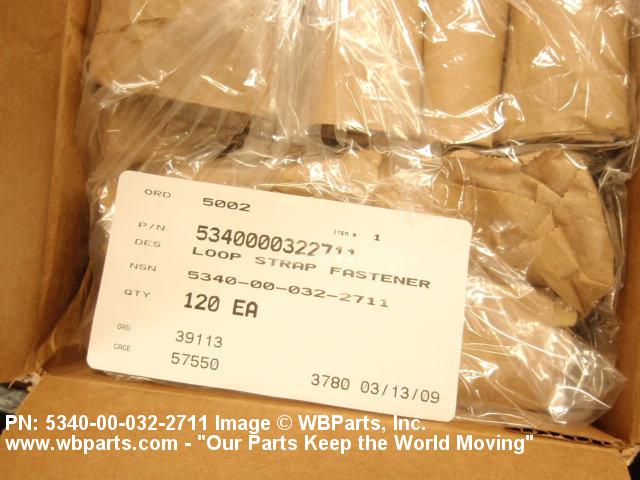 ORD 5002
ITEM # 1
P/N 5340000322711
DES LOOP STRAP FASTENER
NSN 5340-00-032-2711
QTY 120 EA
ORD 39113
CAGE 57550
3780 03/13/09
PN: 5340-00-032-2711 Image © WBParts, Inc.
www.wbparts.com - "Our Parts Keep the World Moving"